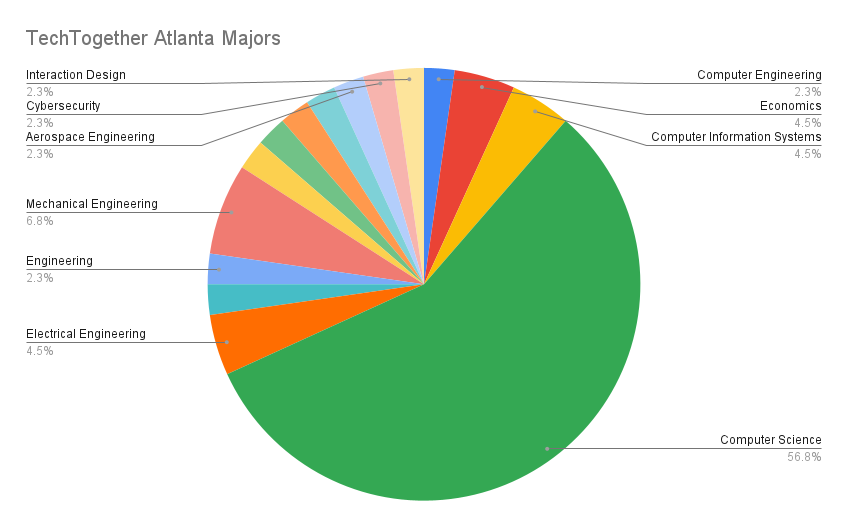 TechTogether Atlanta Majors
Interaction Design
2.3%
Cybersecurity
2.3%
Aerospace Engineering
2.3%
Mechanical Engineering
6.8%
Engineering
2.3%
Electrical Engineering
4.5%
Computer Engineering
2.3%
Economics
4.5%
Computer Information Systems
4.5%
Computer Science
56.8%